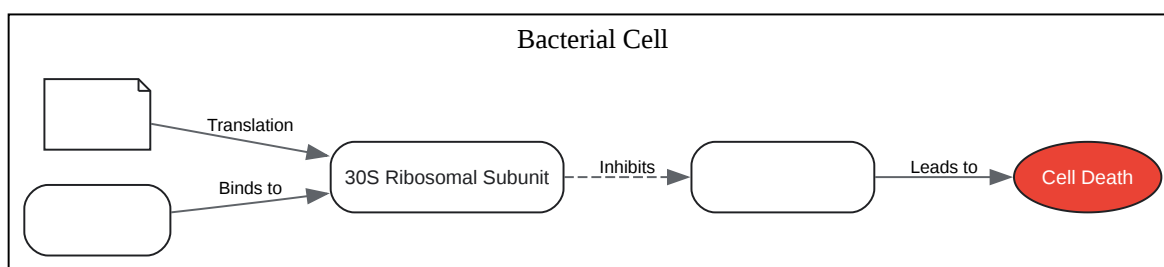 Bacterial Cell
Translation
Binds to
30S Ribosomal Subunit
Inhibits
Leads to
Cell Death